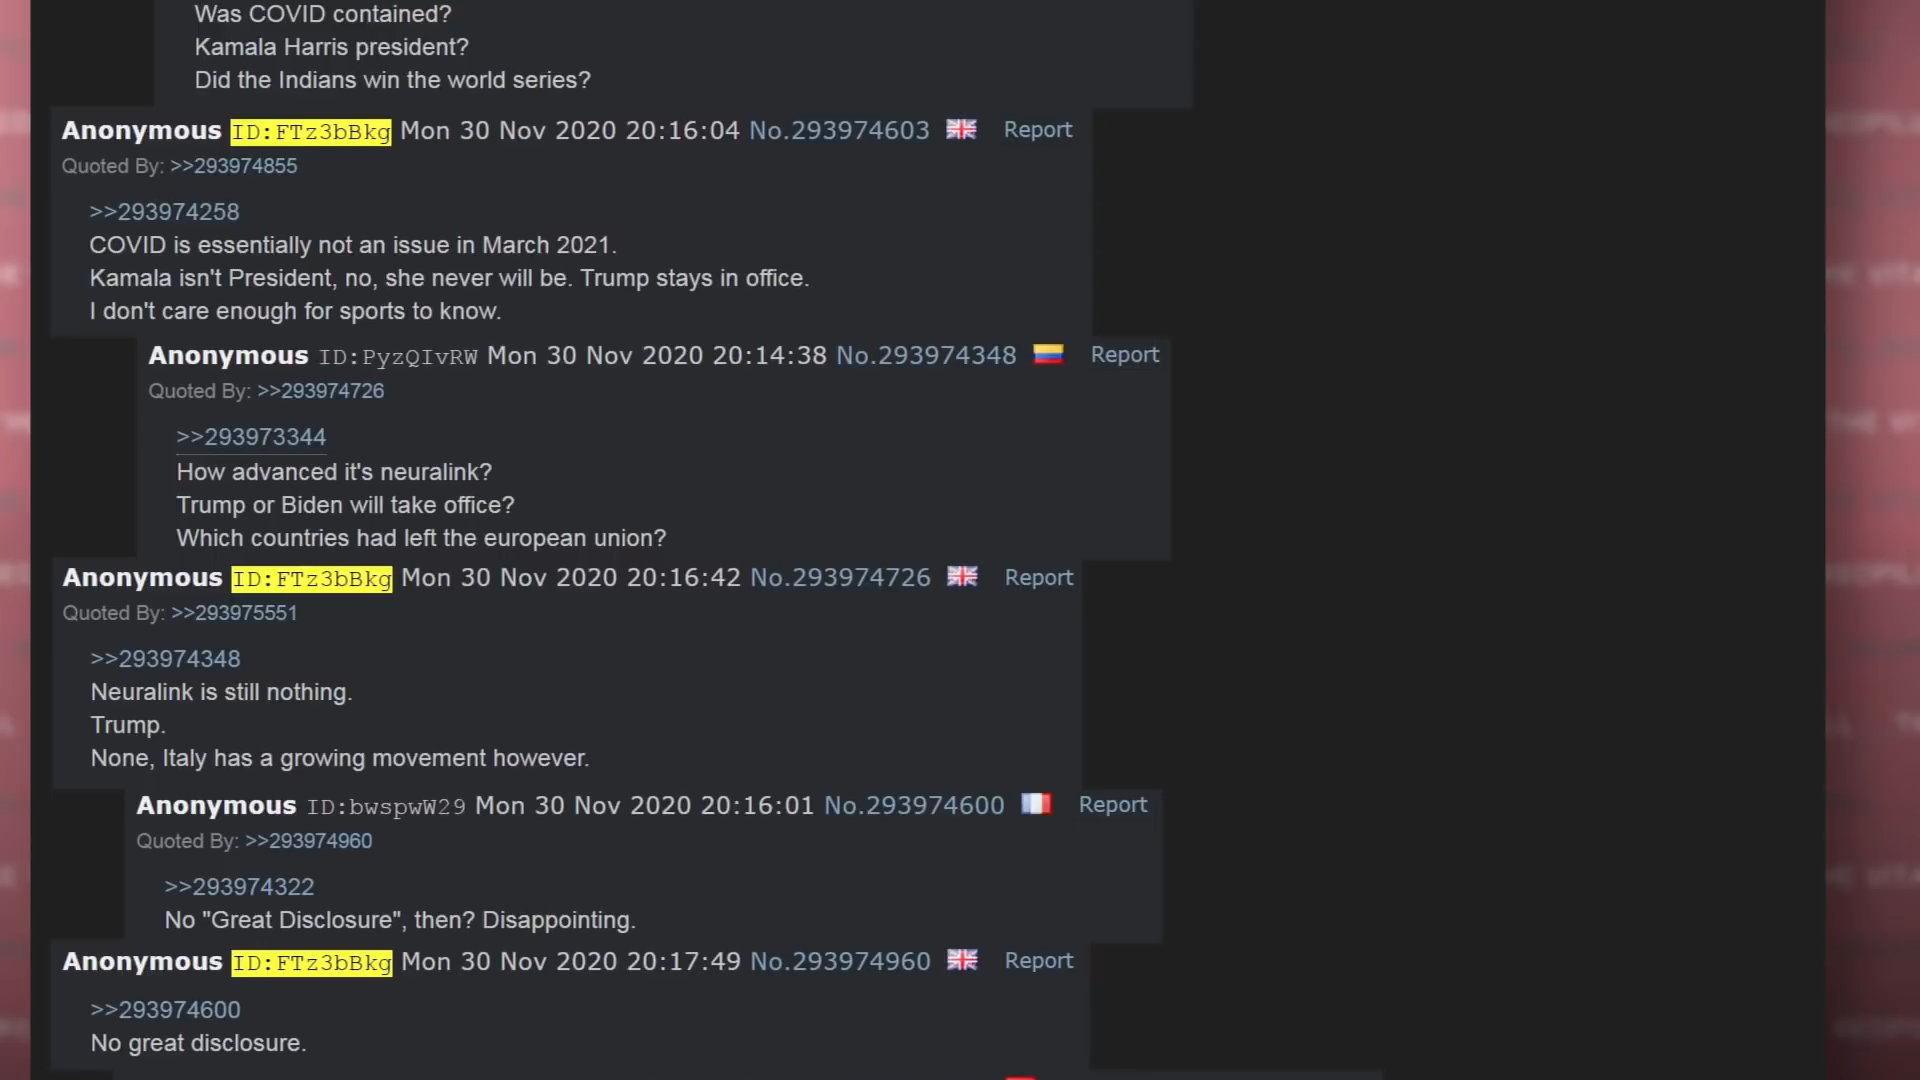 Was COVID contained?
Kamala Harris president?
Did the Indians win the world series?
Anonymous ID:FTz3bBkg Mon 30 Nov 2020 20:16:04 No.293974603 Report
Quoted By: >>293974855
>>293974258
COVID is essentially not an issue in March 2021.
Kamala isn't President, no, she never will be. Trump stays in office.
I don't care enough for sports to know.
Anonymous ID:PyzQIvRW Mon 30 Nov 2020 20:14:38 No.293974348 Report
Quoted By: >>293974726
>>293973344
How advanced it's neuralink?
Trump or Biden will take office?
Which countries had left the european union?
Anonymous ID:FTz3bBkg Mon 30 Nov 2020 20:16:42 No.293974726 Report
Quoted By: >>293975551
>>293974348
Neuralink is still nothing.
Trump.
None, Italy has a growing movement however.
Anonymous ID:bwspwW29 Mon 30 Nov 2020 20:16:01 No.293974600 Report
Quoted By: >>293974960
>>293974322
No "Great Disclosure", then? Disappointing.
Anonymous ID:FTz3bBkg Mon 30 Nov 2020 20:17:49 No.293974960 Report
>>293974600
No great disclosure.